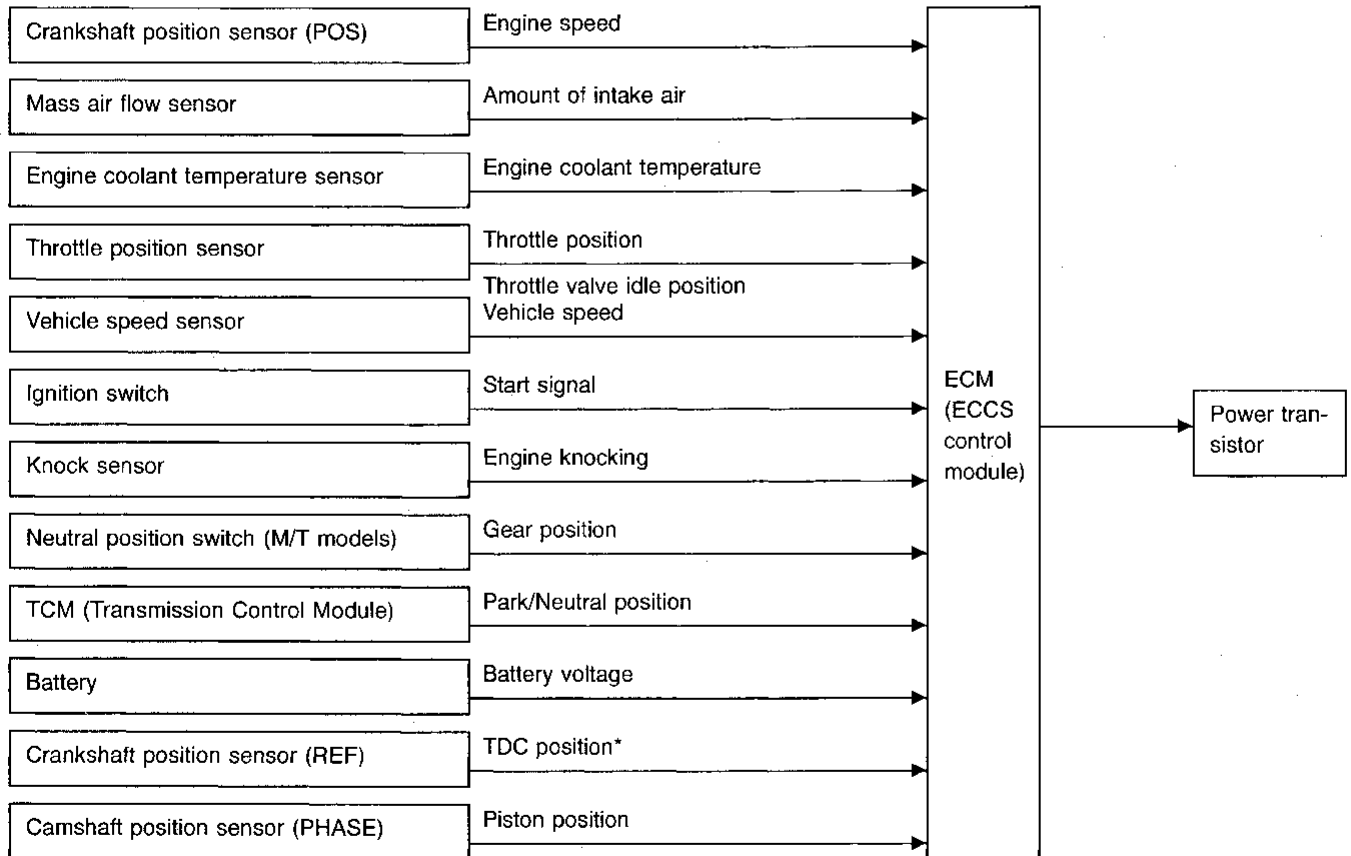 Crankshaft position sensor (POS)
Engine speed
Mass air flow sensor
Amount of intake air
Engine coolant temperature sensor
Engine coolant temperature
Throttle position sensor
Throttle position
Throttle valve idle position
Vehicle speed sensor
Vehicle speed
Ignition switch
Start signal
Knock sensor
Engine knocking
Neutral position switch (M/T models)
Gear position
TCM (Transmission Control Module)
Park/Neutral position
Battery
Battery voltage
Crankshaft position sensor (REF)
TDC position*
Camshaft position sensor (PHASE)
Piston position
ECM
(ECCS
control
module)
Power tran-
sistor